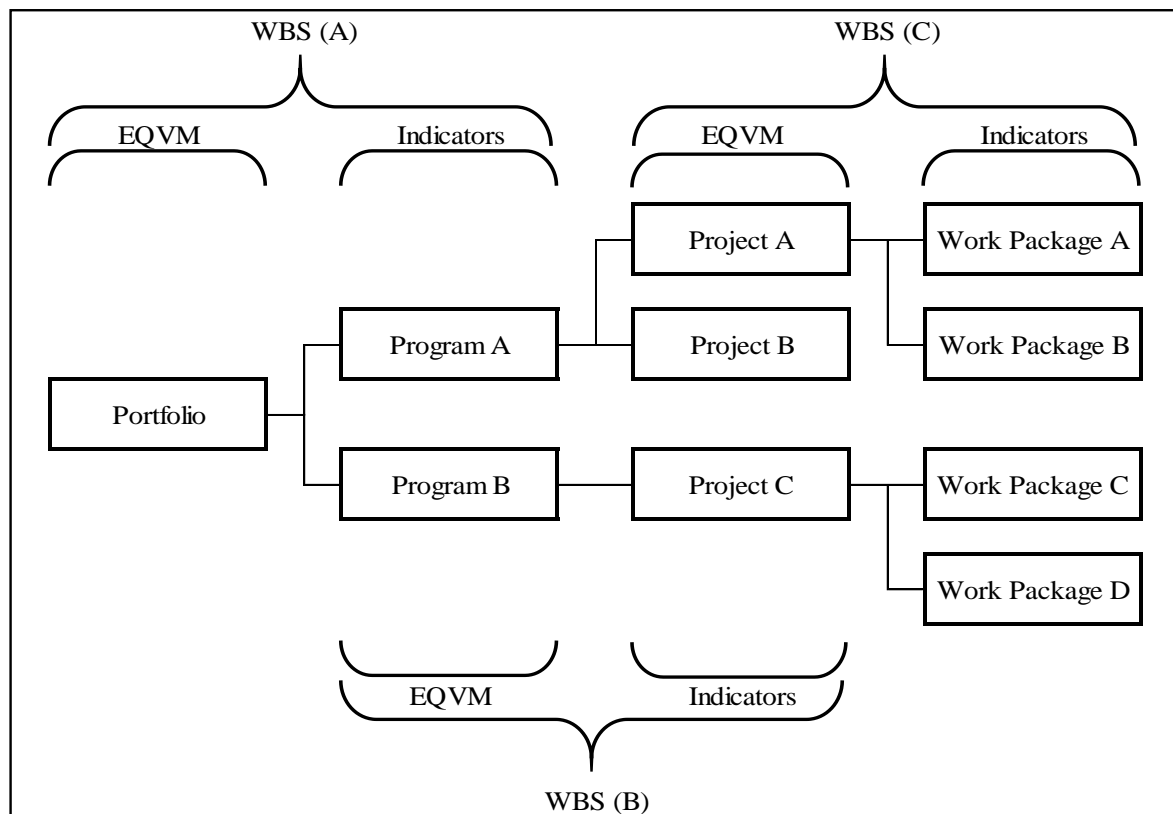 WBS (A)
WBS (C)
EQVM
Indicators
EQVM
Indicators
Project A
Work Package A
Program A
Project B
Work Package B
Portfolio
Program B
Project C
Work Package C
Work Package D
EQVM
Indicators
WBS (B)